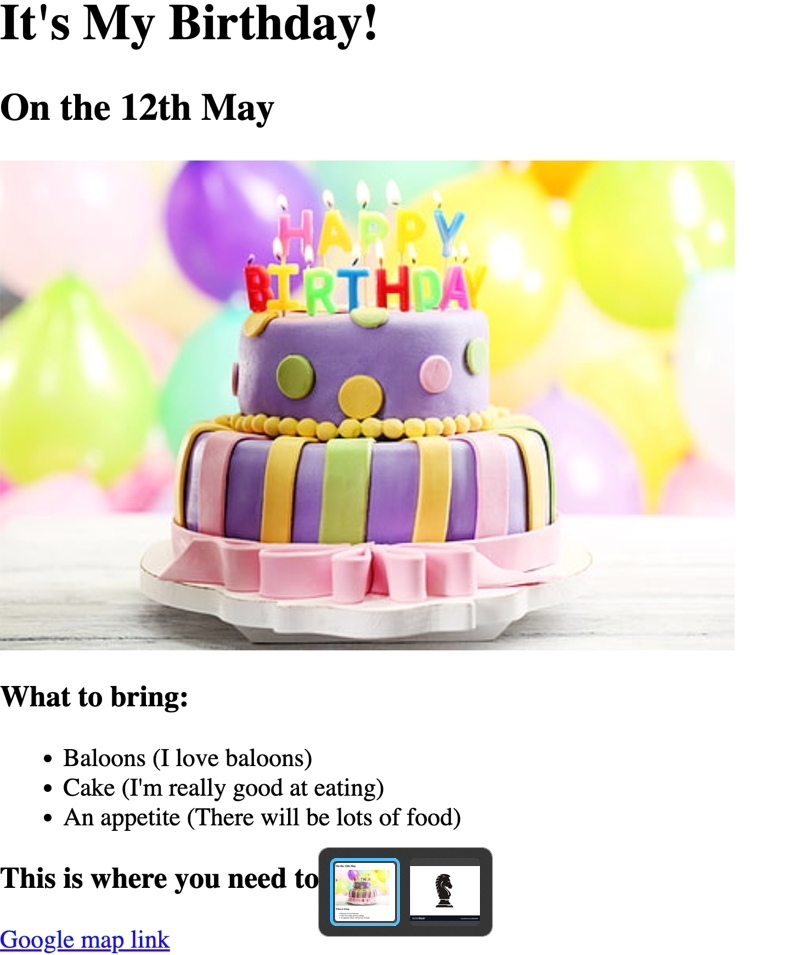 It's My Birthday!
On the 12th May
HAPPY
BIRTHDAY
What to bring:
Baloons (I love baloons)
Cake (I'm really good at eating)
An appetite (There will be lots of food)
This is where you need to
Google map link